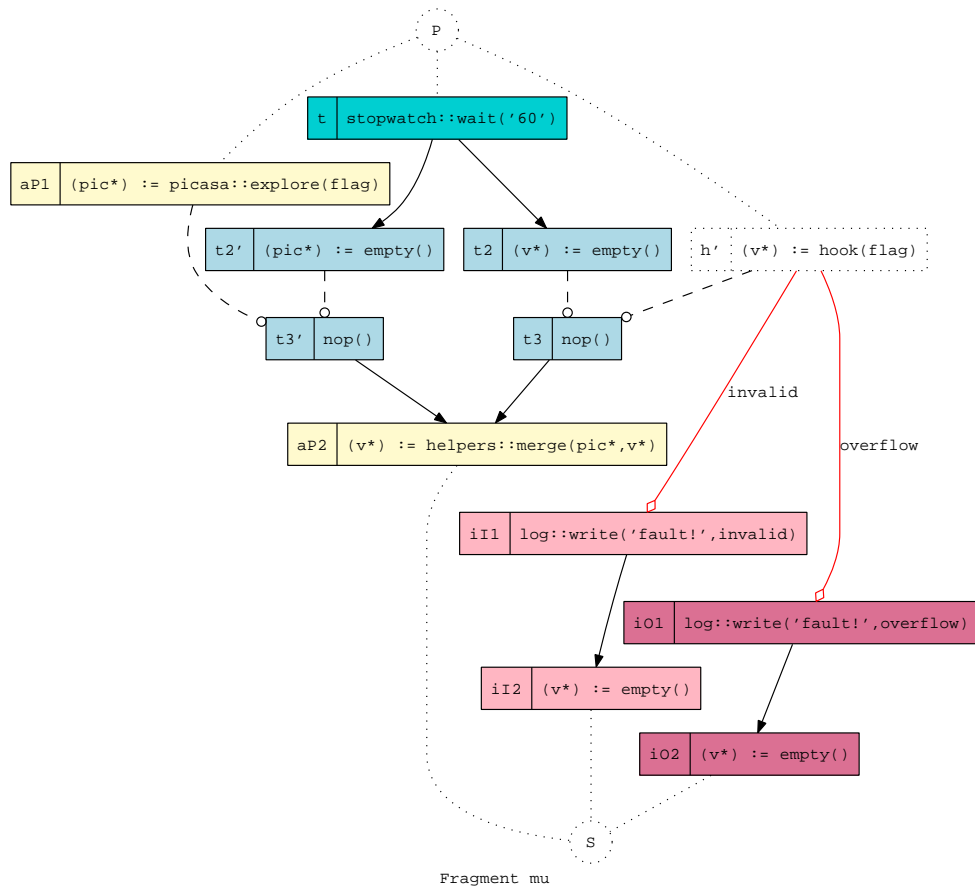 P
t stopwatch::wait('60')
aP1 (pic*) := picasa::explore(flag)
t2' (pic*) := empty()
t2 (v*) := empty()
h' (v*) := hook(flag)
t3' nop()
t3 nop()
invalid
aP2 (v*) := helpers::merge(pic*,v*)
overflow
iI1 log::write('fault!',invalid)
iO1 log::write('fault!',overflow)
iI2 (v*) := empty()
iO2 (v*) := empty()
S
Fragment mu